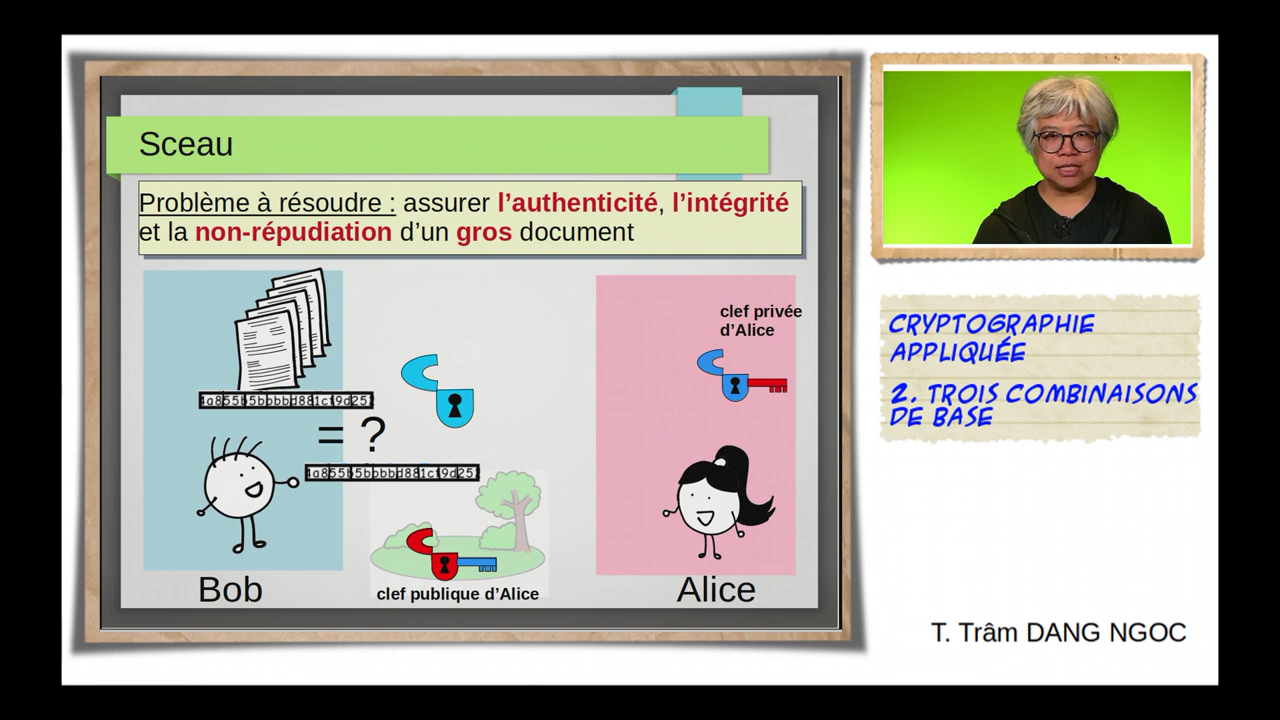 Sceau
Problème à résoudre : assurer l’authenticité, l’intégrité
et la non-répudiation d’un gros document
clef privée
d’Alice
= ?
clef publique d’Alice
Bob
Alice
CRYPTOGRAPHIE
APPLIQUÉE
2. TROIS COMBINAISONS
DE BASE
T. Trâm DANG NGOC